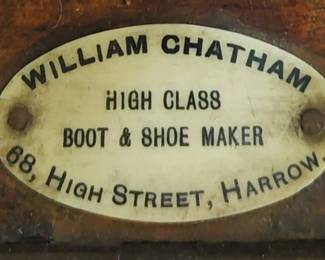 WILLIAM CHATHAM
HIGH CLASS
BOOT & SHOE MAKER
68, HIGH STREET, HARROW.